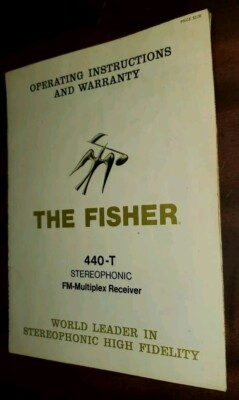 OPERATING INSTRUCTIONS
AND WARRANTY
THE FISHER
440-T
STEREOPHONIC
FM-Multiplex Receiver
WORLD LEADER IN
STEREOPHONIC HIGH FIDELITY